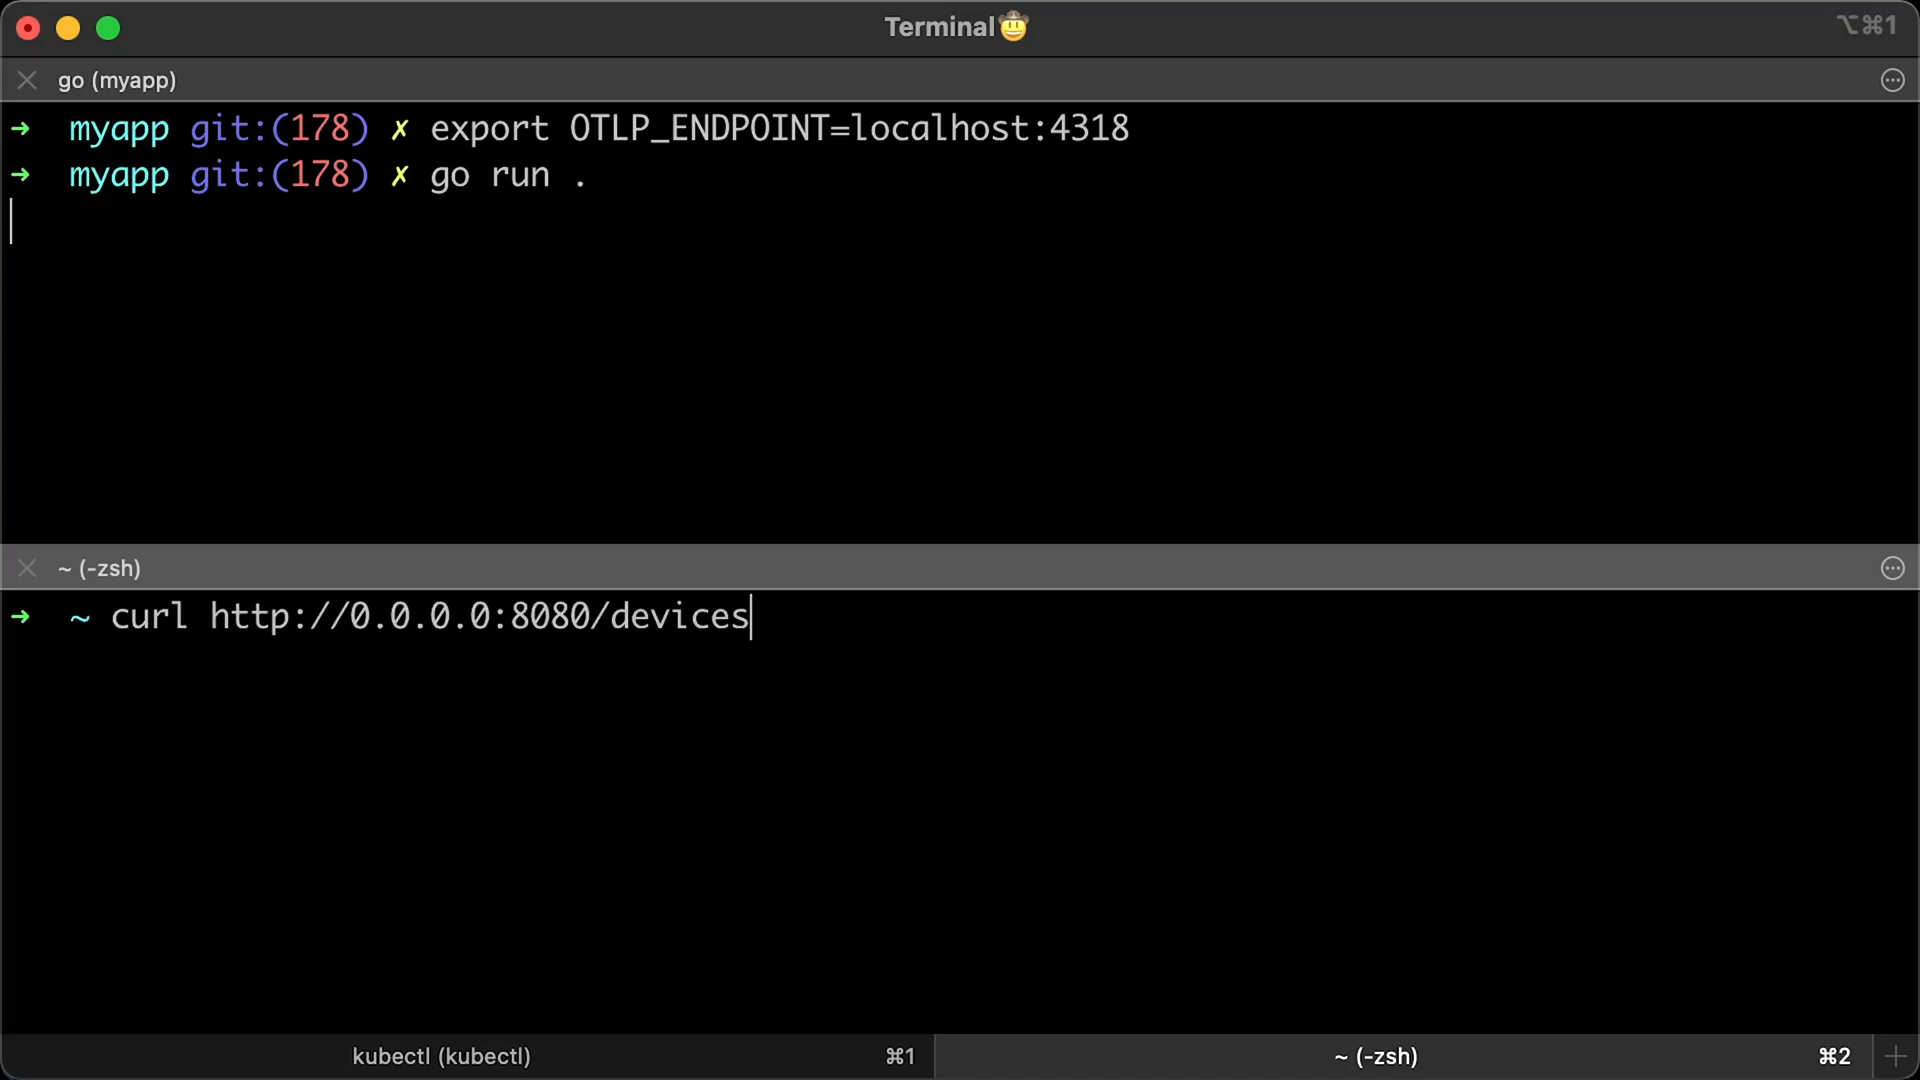 Terminal🤠
⌥⌘1
go (myapp)
➜ myapp git:(178) ✗ export OTLP_ENDPOINT=localhost:4318
➜ myapp git:(178) ✗ go run .
~ (-zsh)
➜ ~ curl http://0.0.0.0:8080/devices
kubectl (kubectl) ⌘1
~ (-zsh) ⌘2